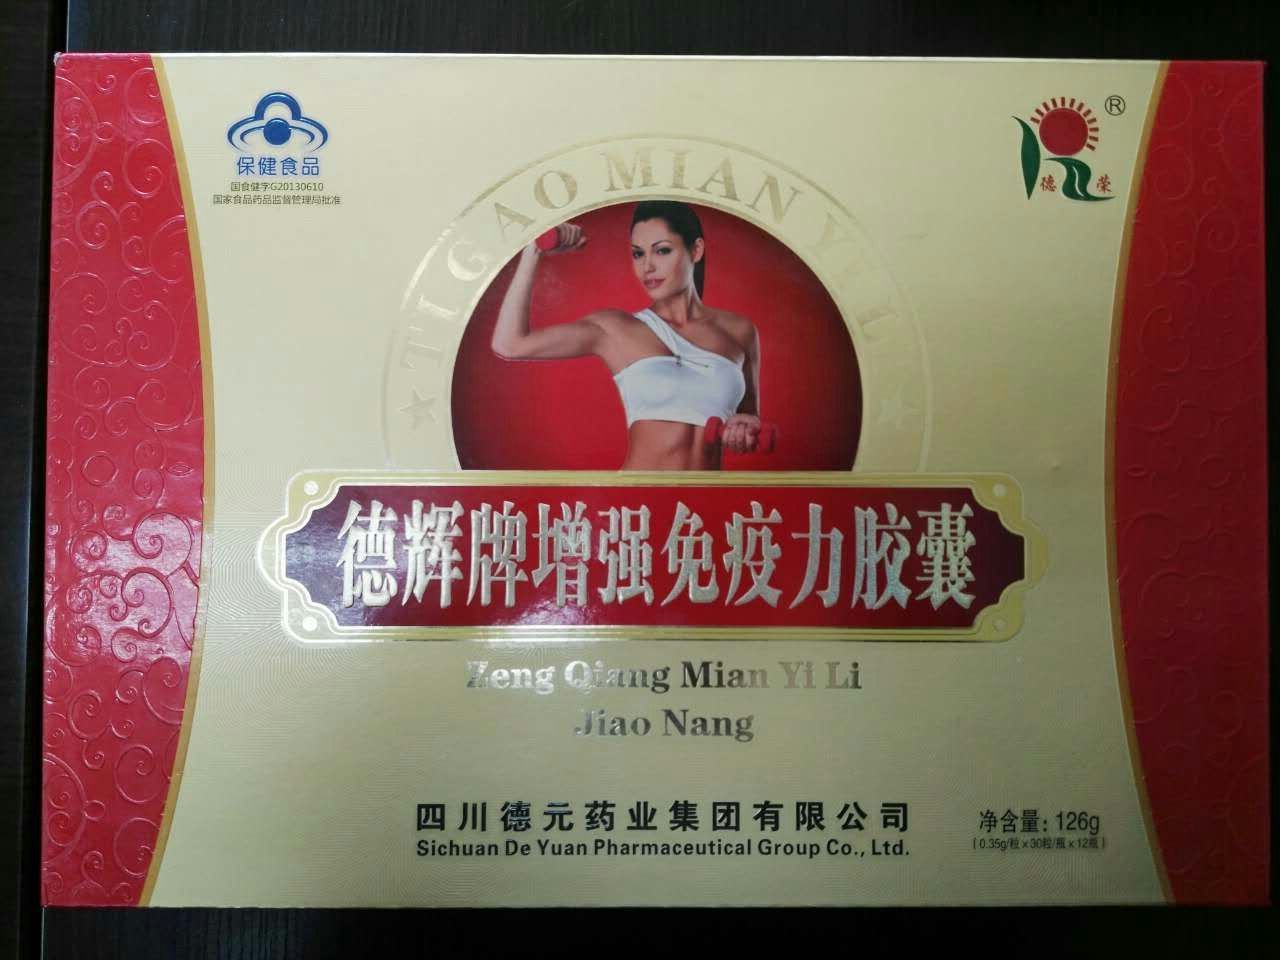 保健食品
国食健字G20130610
国家食品药品监督管理局批准
®
德 荣
TI GAO MIAN YI LI
德辉牌增强免疫力胶囊
Zeng Qiang Mian Yi Li
Jiao Nang
四川德元药业集团有限公司
Sichuan De Yuan Pharmaceutical Group Co., Ltd.
净含量：126g
(0.35g/粒×30粒/瓶×12瓶)